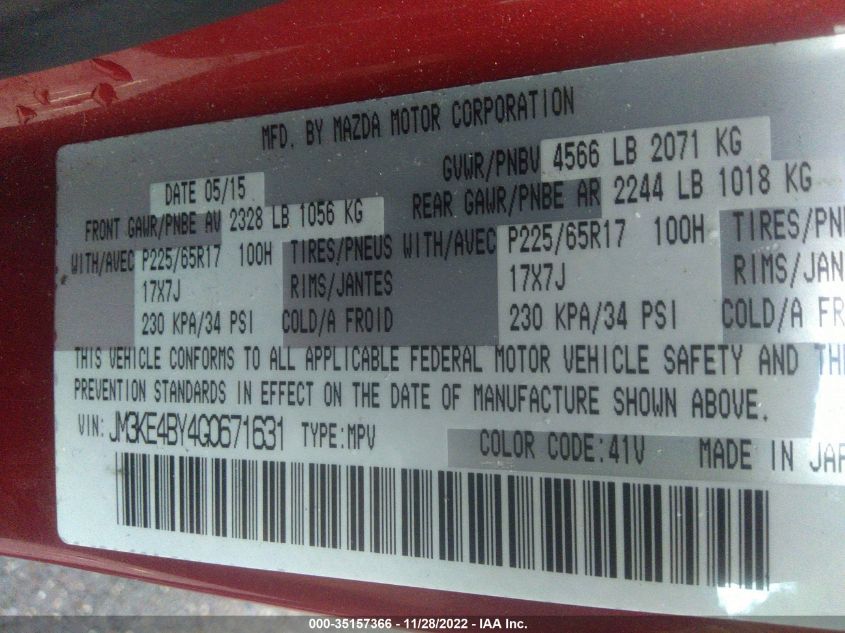 MFD. BY MAZDA MOTOR CORPORATION
DATE 05/15 GVWR/PNBV 4566 LB 2071 KG
FRONT GAWR/PNBE AV 2328 LB 1056 KG REAR GAWR/PNBE AR 2244 LB 1018 KG
WITH/AVEC P225/65R17 100H TIRES/PNEUS WITH/AVEC P225/65R17 100H TIRES/PN
17X7J RIMS/JANTES 17X7J RIMS/JAN
230 KPA/34 PSI COLD/A FROID 230 KPA/34 PSI COLD/A FR
THIS VEHICLE CONFORMS TO ALL APPLICABLE FEDERAL MOTOR VEHICLE SAFETY AND TH
PREVENTION STANDARDS IN EFFECT ON THE DATE OF MANUFACTURE SHOWN ABOVE.
VIN: JM3KE4BY4G0671631 TYPE:MPV COLOR CODE:41V MADE IN JAP
000-35157366 - 11/28/2022 - IAA Inc.